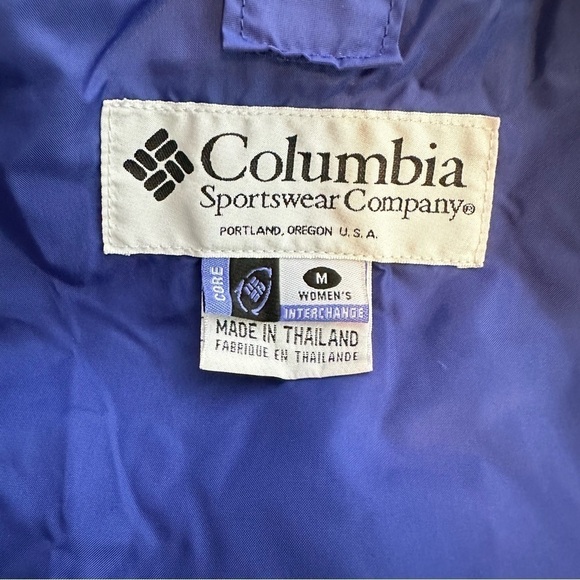 Columbia
Sportswear Company®
PORTLAND, OREGON U.S.A.
CORE
M
WOMEN'S
INTERCHANGE
MADE IN THAILAND
FABRIQUE EN THAILANDE